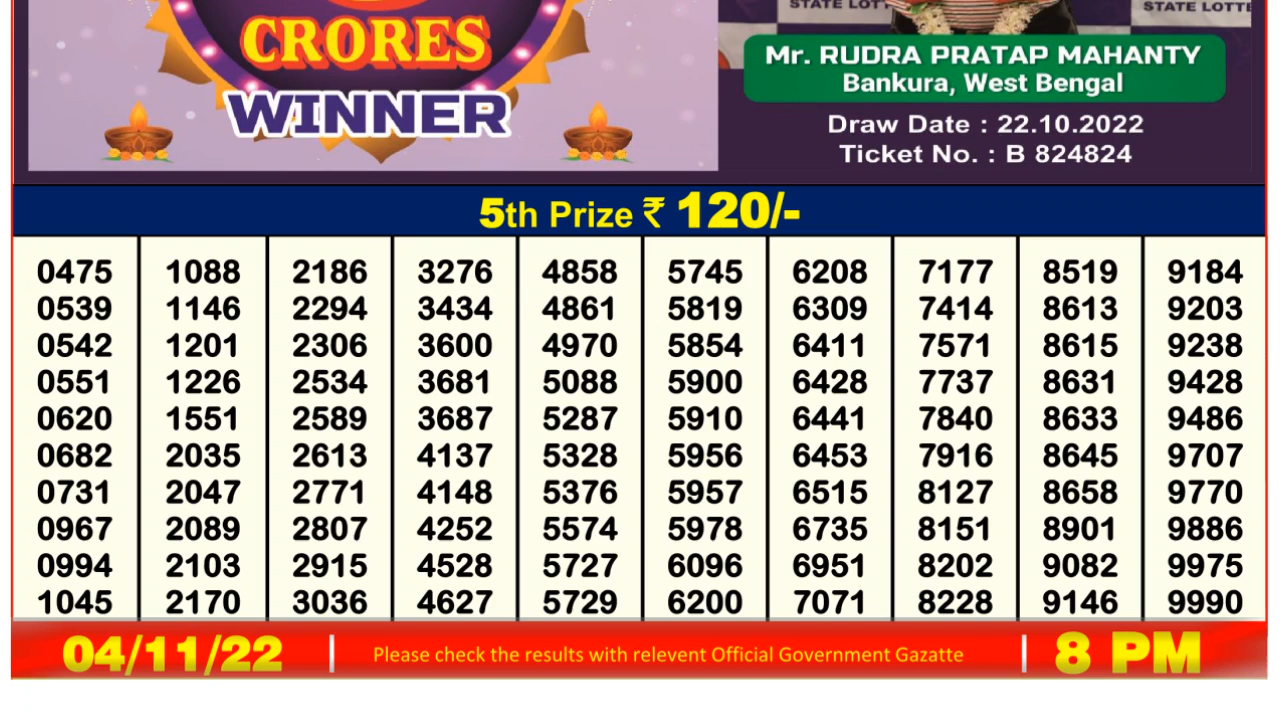 CRORES
WINNER
STATE LOTT
STATE LOTTE
Mr. RUDRA PRATAP MAHANTY
Bankura, West Bengal
Draw Date : 22.10.2022
Ticket No. : B 824824
5th Prize ₹ 120/-
0475 1088 2186 3276 4858 5745 6208 7177 8519 9184
0539 1146 2294 3434 4861 5819 6309 7414 8613 9203
0542 1201 2306 3600 4970 5854 6411 7571 8615 9238
0551 1226 2534 3681 5088 5900 6428 7737 8631 9428
0620 1551 2589 3687 5287 5910 6441 7840 8633 9486
0682 2035 2613 4137 5328 5956 6453 7916 8645 9707
0731 2047 2771 4148 5376 5957 6515 8127 8658 9770
0967 2089 2807 4252 5574 5978 6735 8151 8901 9886
0994 2103 2915 4528 5727 6096 6951 8202 9082 9975
1045 2170 3036 4627 5729 6200 7071 8228 9146 9990
04/11/22 | Please check the results with relevent Official Government Gazatte | 8 PM